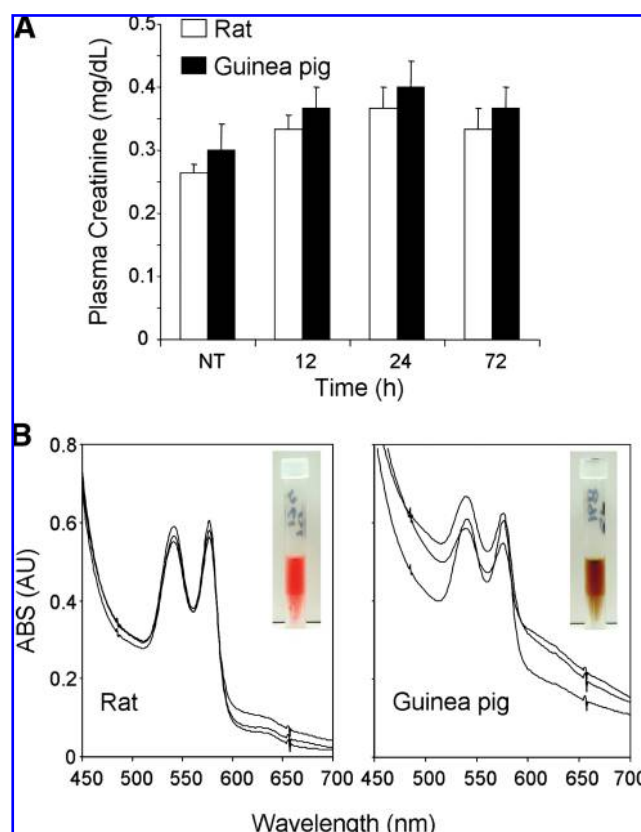 A
Plasma Creatinine (mg/dL)
0.5
0.4
0.3
0.2
0.1
0
Rat
Guinea pig
NT 12 24 72
Time (h)
B
ABS (AU)
0.8
0.6
0.4
0.2
0
Rat
450 500 550 600 650 700
Guinea pig
450 500 550 600 650 700
Wavelength (nm)